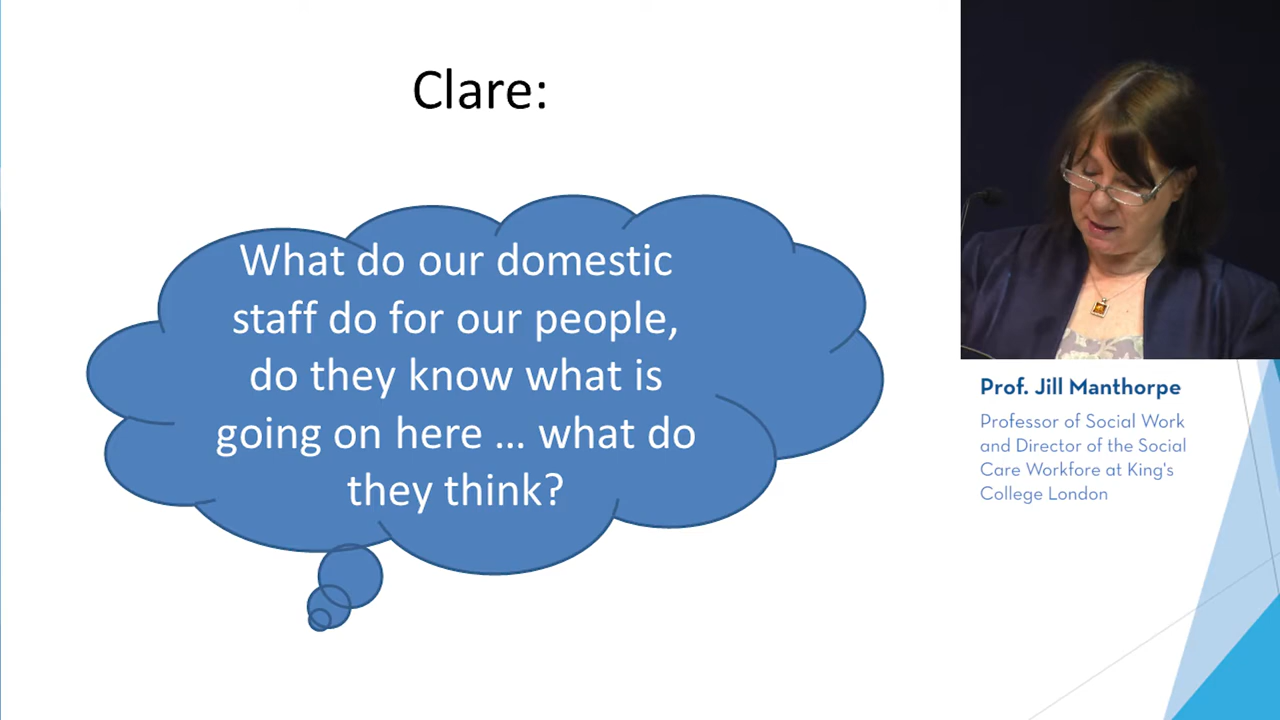 Clare:
What do our domestic
staff do for our people,
do they know what is
going on here … what do
they think?
Prof. Jill Manthorpe
Professor of Social Work
and Director of the Social
Care Workfore at King's
College London